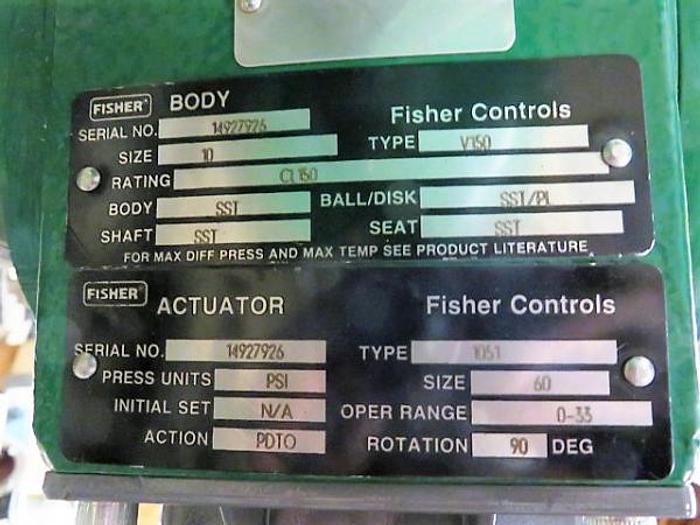 FISHER BODY Fisher Controls
SERIAL NO. 14927926 TYPE V150
SIZE 10
RATING CL150
BODY SST BALL/DISK SST/PL
SHAFT SST SEAT SST
FOR MAX DIFF PRESS AND MAX TEMP SEE PRODUCT LITERATURE
FISHER ACTUATOR Fisher Controls
SERIAL NO. 14927926 TYPE 1051
PRESS UNITS PSI SIZE 60
INITIAL SET N/A OPER RANGE 0-33
ACTION PDTO ROTATION 90 DEG